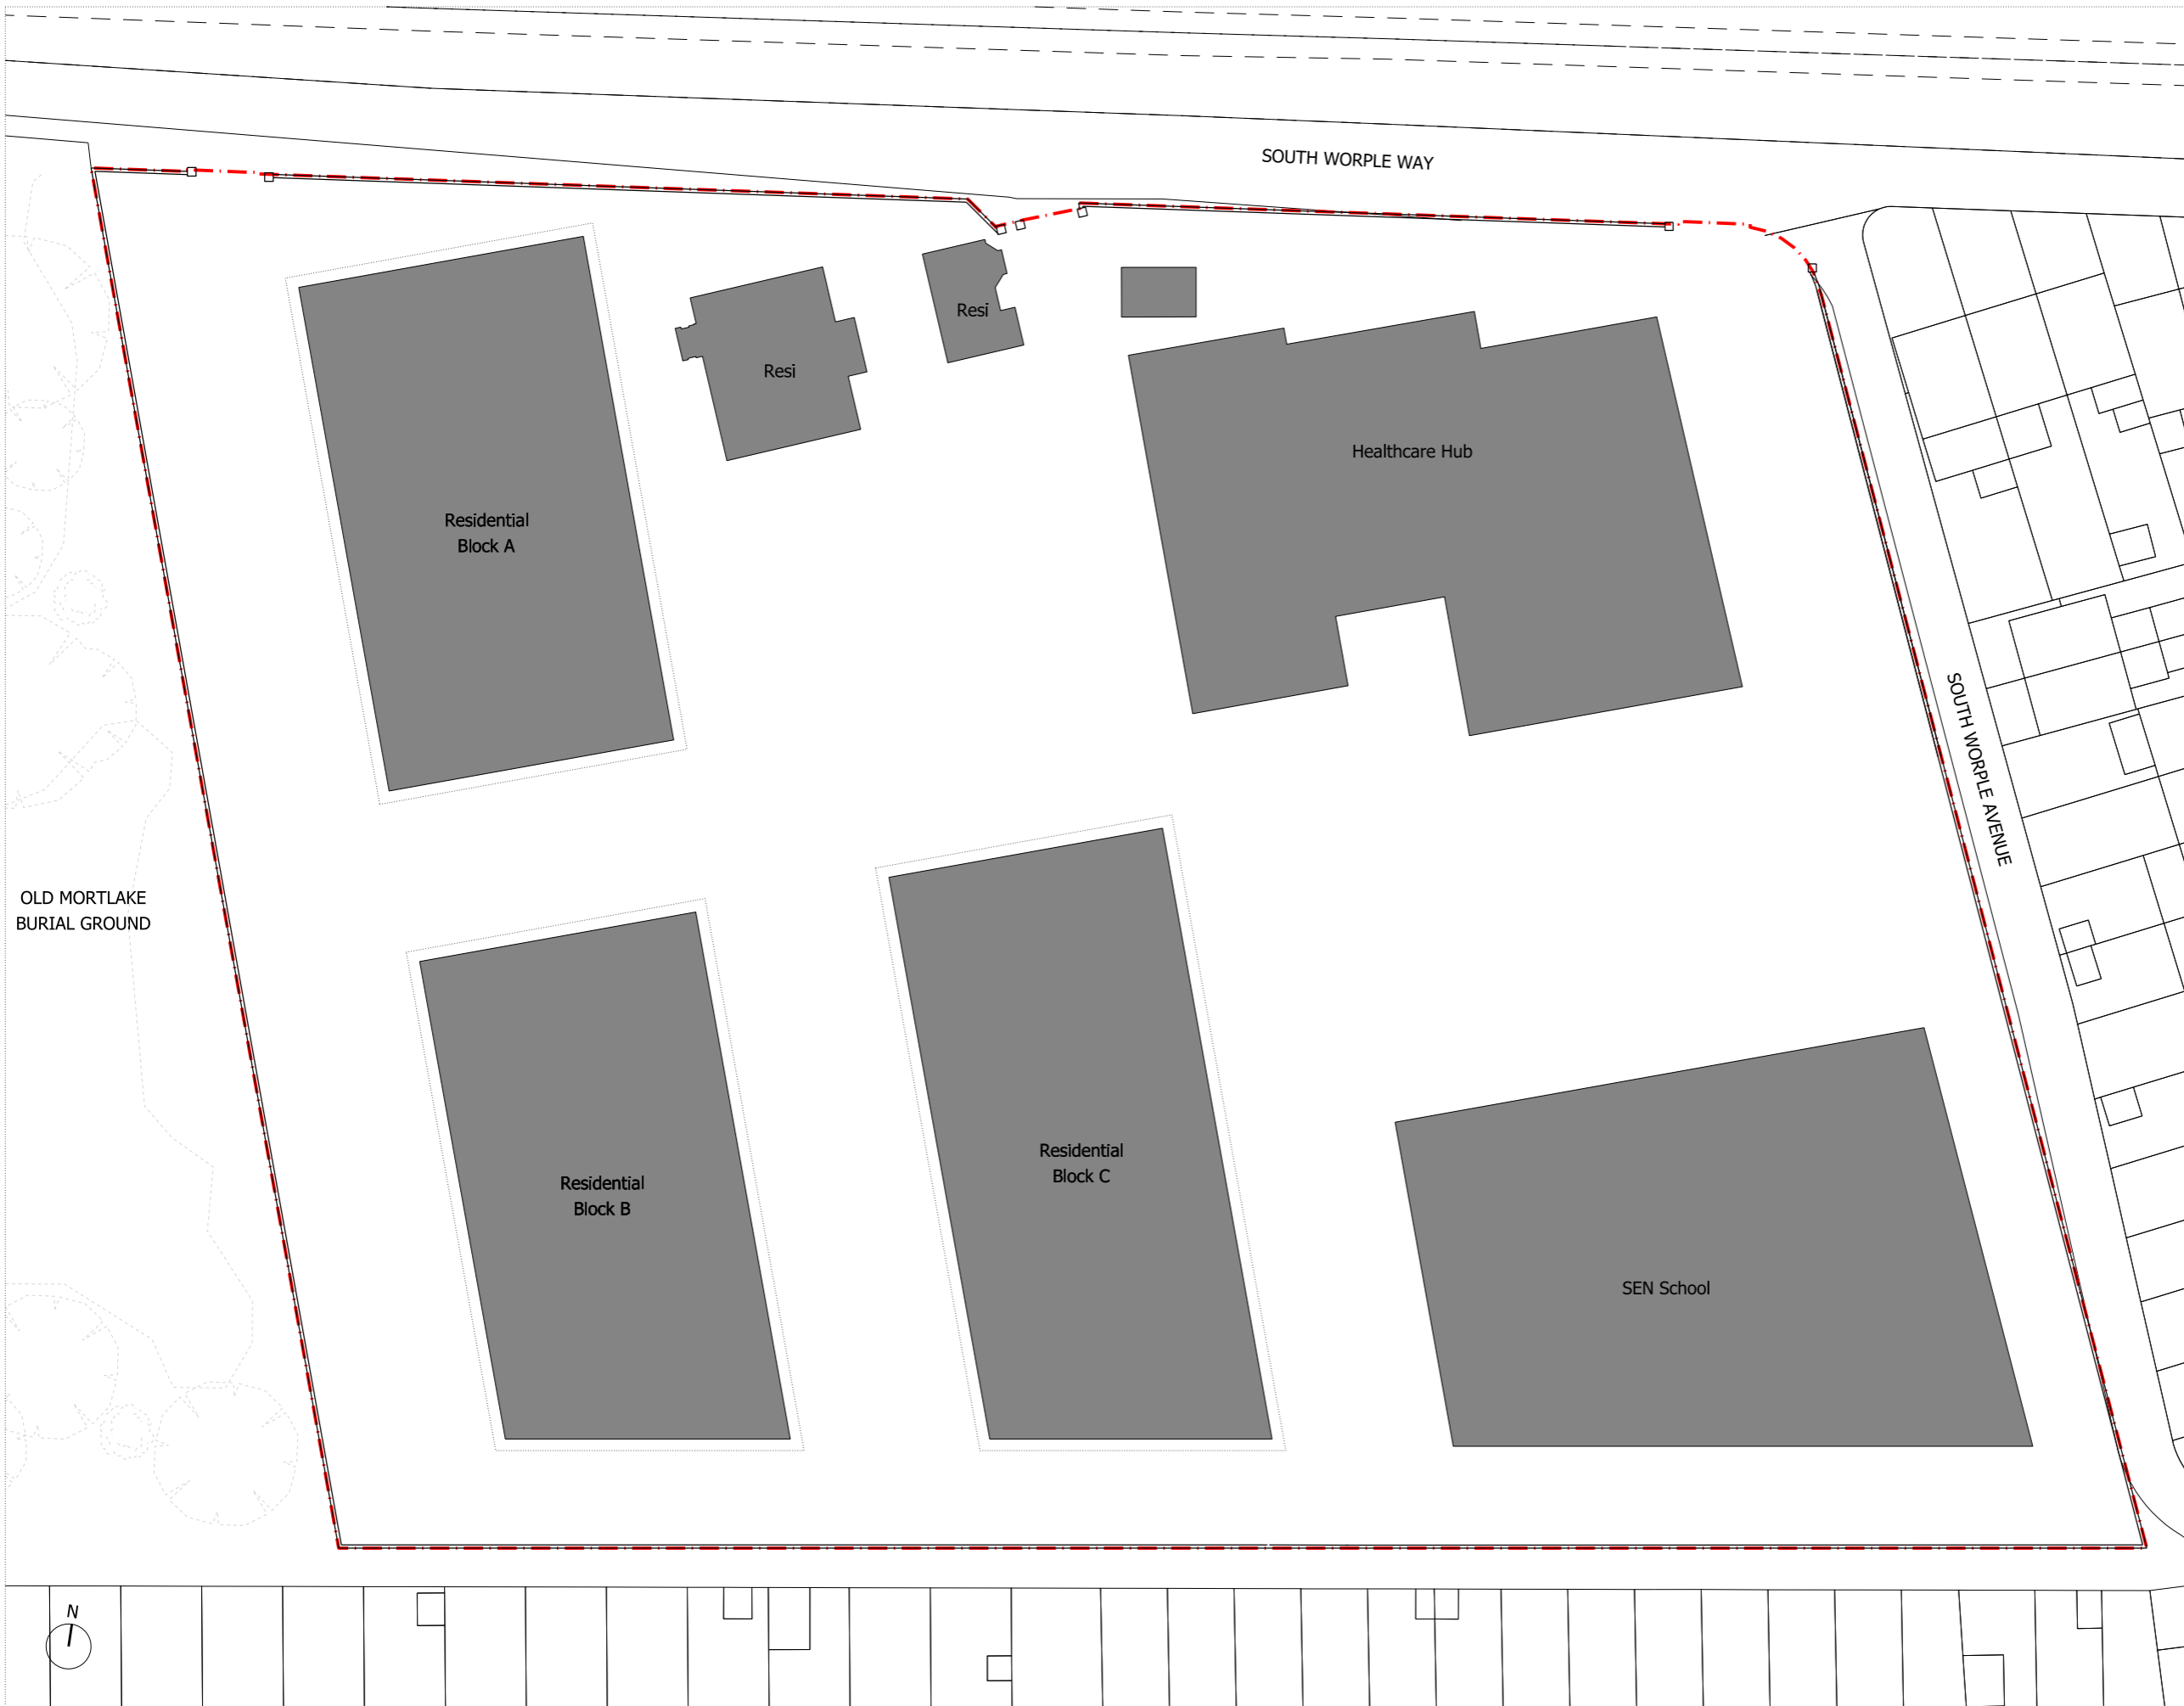 SOUTH WORPLE WAY
Resi
Resi
Healthcare Hub
Residential
Block A
SOUTH WORPLE AVENUE
OLD MORTLAKE
BURIAL GROUND
Residential
Block C
Residential
Block B
SEN School
N